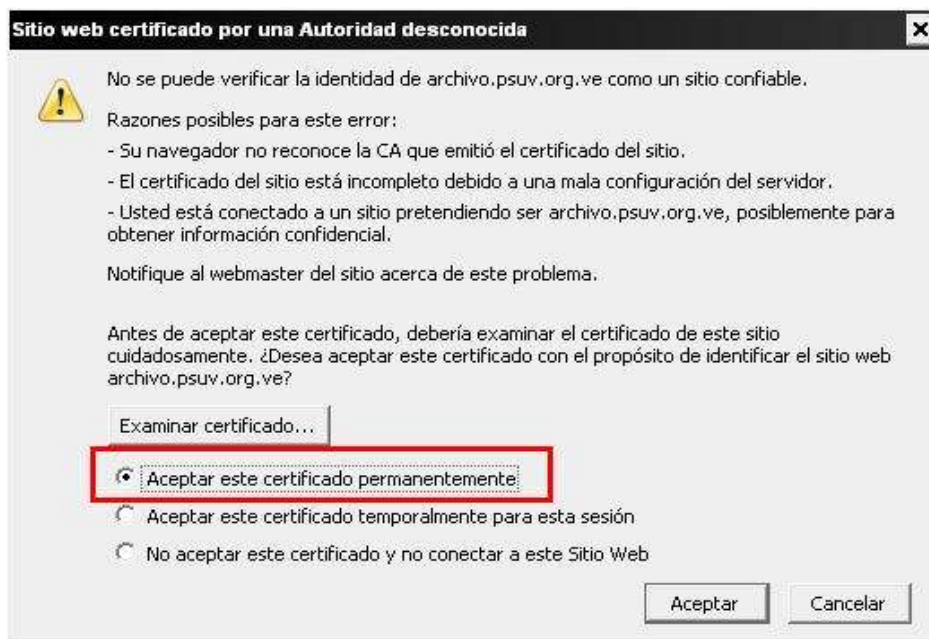 Sitio web certificado por una Autoridad desconocida
No se puede verificar la identidad de archivo.psuv.org.ve como un sitio confiable.
Razones posibles para este error:
- Su navegador no reconoce la CA que emitió el certificado del sitio.
- El certificado del sitio está incompleto debido a una mala configuración del servidor.
- Usted está conectado a un sitio pretendiendo ser archivo.psuv.org.ve, posiblemente para
obtener información confidencial.
Notifique al webmaster del sitio acerca de este problema.
Antes de aceptar este certificado, debería examinar el certificado de este sitio
cuidadosamente. ¿Desea aceptar este certificado con el propósito de identificar el sitio web
archivo.psuv.org.ve?
Examinar certificado...
Aceptar este certificado permanentemente
Aceptar este certificado temporalmente para esta sesión
No aceptar este certificado y no conectar a este Sitio Web
Aceptar Cancelar